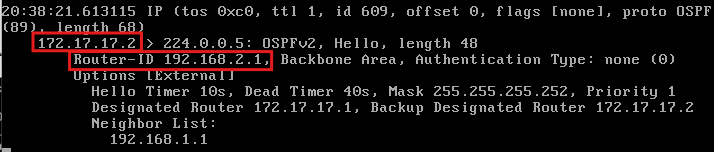 20:38:21.613115 IP (tos 0xc0, ttl 1, id 609, offset 0, flags [none], proto OSPF
(89), length 68)
172.17.17.2 > 224.0.0.5: OSPFv2, Hello, length 48
Router-ID 192.168.2.1, Backbone Area, Authentication Type: none (0)
Options [External]
Hello Timer 10s, Dead Timer 40s, Mask 255.255.255.252, Priority 1
Designated Router 172.17.17.1, Backup Designated Router 172.17.17.2
Neighbor List:
192.168.1.1